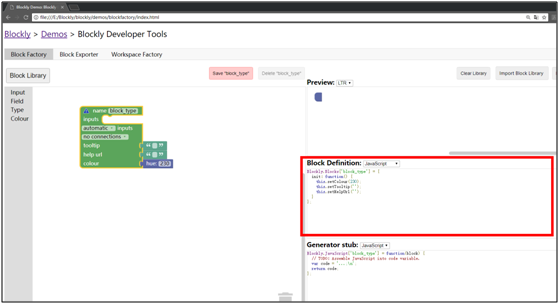 Blockly Demos: Blockly
file:///E:/Blockly/blockly/demos/blockfactory/index.html
Blockly > Demos > Blockly Developer Tools
Block Factory Block Exporter Workspace Factory
Block Library Save "block_type" Delete "block_type" Clear Library Import Block Library
Input
Field
Type
Colour
name block_type
inputs
automatic inputs
no connections
tooltip “ ”
help url “ ”
colour hue: 230
Preview: LTR
Block Definition: JavaScript
Blockly.Blocks['block_type'] = {
init: function() {
this.setColour(230);
this.setTooltip("");
this.setHelpUrl("");
}
};
Generator stub: JavaScript
Blockly.JavaScript['block_type'] = function(block) {
// TODO: Assemble JavaScript into code variable.
var code = '...;\n';
return code;
};